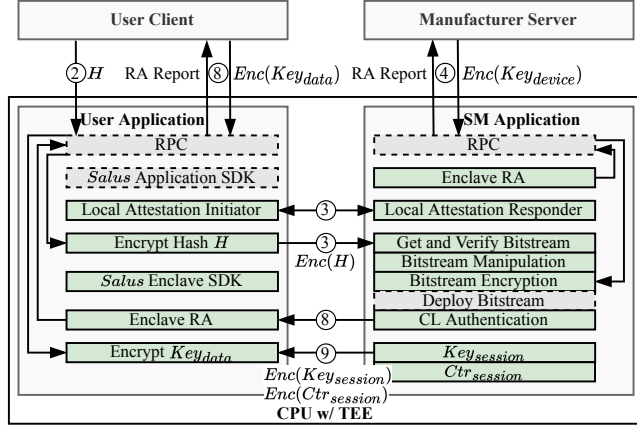 User Client
Manufacturer Server
② H
RA Report
⑧
Enc(Key_data)
RA Report
④
Enc(Key_device)
User Application
SM Application
RPC
RPC
Salus Application SDK
Enclave RA
Local Attestation Initiator
③
Local Attestation Responder
Encrypt Hash H
③
Get and Verify Bitstream
Enc(H)
Bitstream Manipulation
Salus Enclave SDK
Bitstream Encryption
Deploy Bitstream
Enclave RA
⑧
CL Authentication
Encrypt Key_data
⑨
Key_session
Enc(Key_session)
Ctr_session
Enc(Ctr_session)
CPU w/ TEE